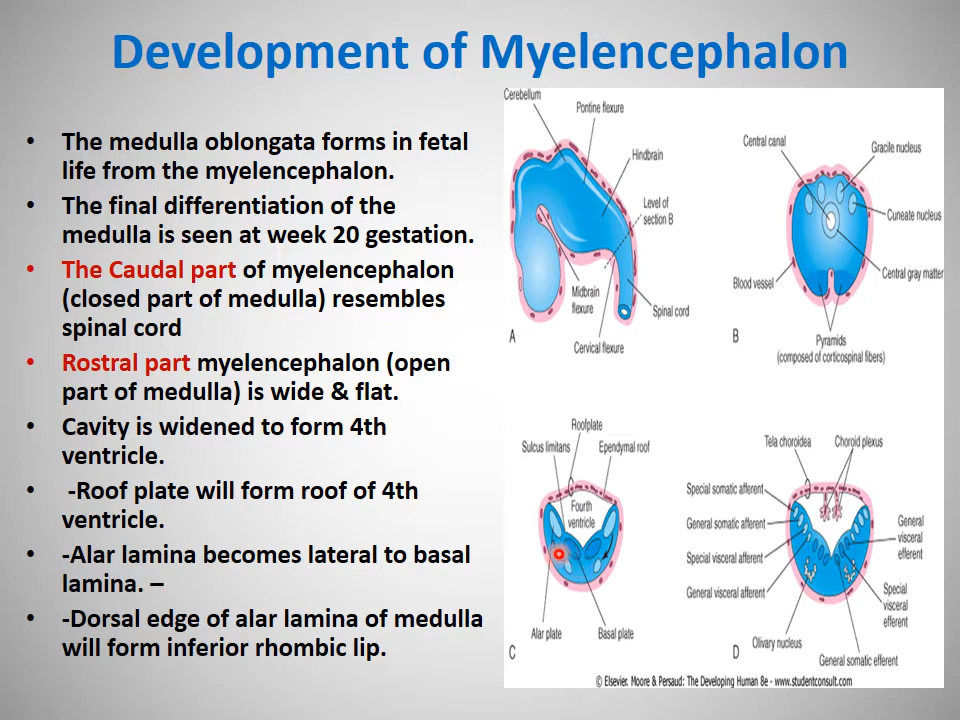 Development of Myelencephalon
• The medulla oblongata forms in fetal
life from the myelencephalon.
• The final differentiation of the
medulla is seen at week 20 gestation.
• The Caudal part of myelencephalon
(closed part of medulla) resembles
spinal cord
• Rostral part myelencephalon (open
part of medulla) is wide & flat.
• Cavity is widened to form 4th
ventricle.
• -Roof plate will form roof of 4th
ventricle.
• -Alar lamina becomes lateral to basal
lamina. –
• -Dorsal edge of alar lamina of medulla
will form inferior rhombic lip.
Cerebellum
Pontine flexure
Hindbrain
Level of
section B
Midbrain
flexure
Spinal cord
Cervical flexure
A
Central canal
Gracile nucleus
Cuneate nucleus
Central gray matter
Blood vessel
Pyramids
(composed of corticospinal fibers)
B
Roofplate
Sulcus limitans
Ependymal roof
Fourth
ventricle
Alar plate
Basal plate
C
Tela choroidea
Choroid plexus
Special somatic afferent
General somatic afferent
Special visceral afferent
General visceral afferent
General
visceral
efferent
Special
visceral
efferent
Olivary nucleus
General somatic efferent
D
© Elsevier. Moore & Persaud: The Developing Human 8e - www.studentconsult.com